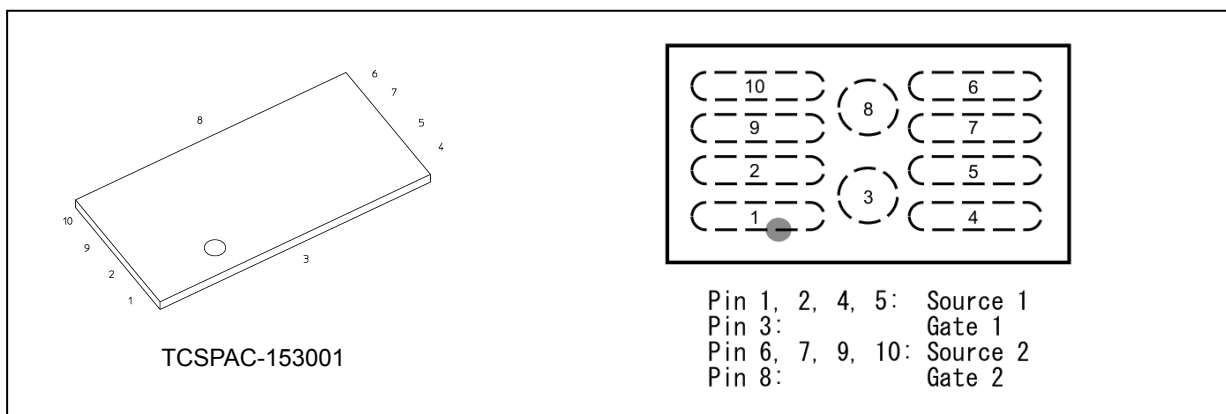 6
7
8
5
4
10
9
2
1
3
TCSPAC-153001
10 8 6
9 7
2 3 5
1 4
Pin 1, 2, 4, 5: Source 1
Pin 3: Gate 1
Pin 6, 7, 9, 10: Source 2
Pin 8: Gate 2